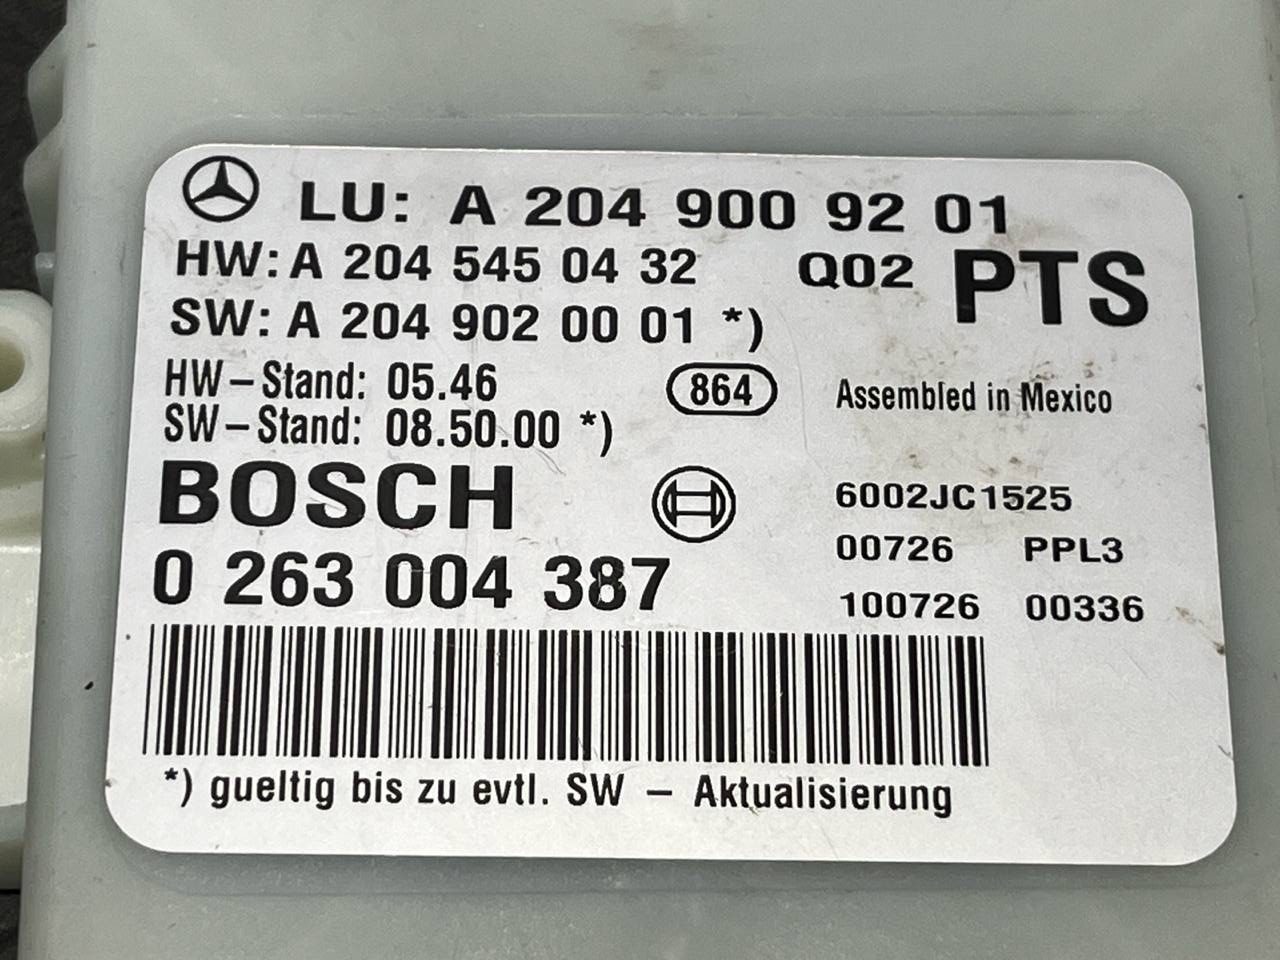 LU: A 204 900 92 01
HW: A 204 545 04 32 Q02 PTS
SW: A 204 902 00 01 *)
HW-Stand: 05.46 864 Assembled in Mexico
SW-Stand: 08.50.00 *)
BOSCH 6002JC1525
0 263 004 387 00726 PPL3
100726 00336
*) gueltig bis zu evtl. SW - Aktualisierung